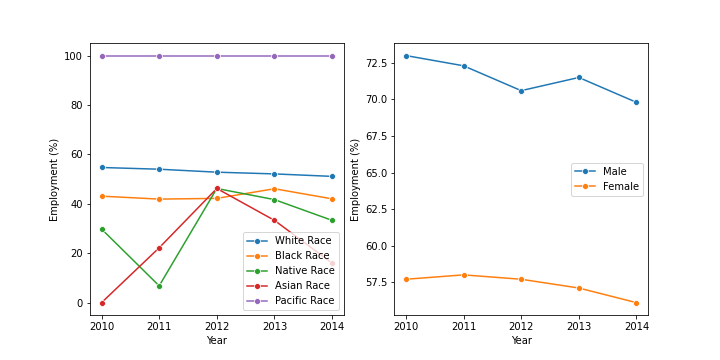 100
80
60
40
20
0
Employment (%)
2010 2011 2012 2013 2014
Year
White Race
Black Race
Native Race
Asian Race
Pacific Race
72.5
70.0
67.5
65.0
62.5
60.0
57.5
Employment (%)
2010 2011 2012 2013 2014
Year
Male
Female